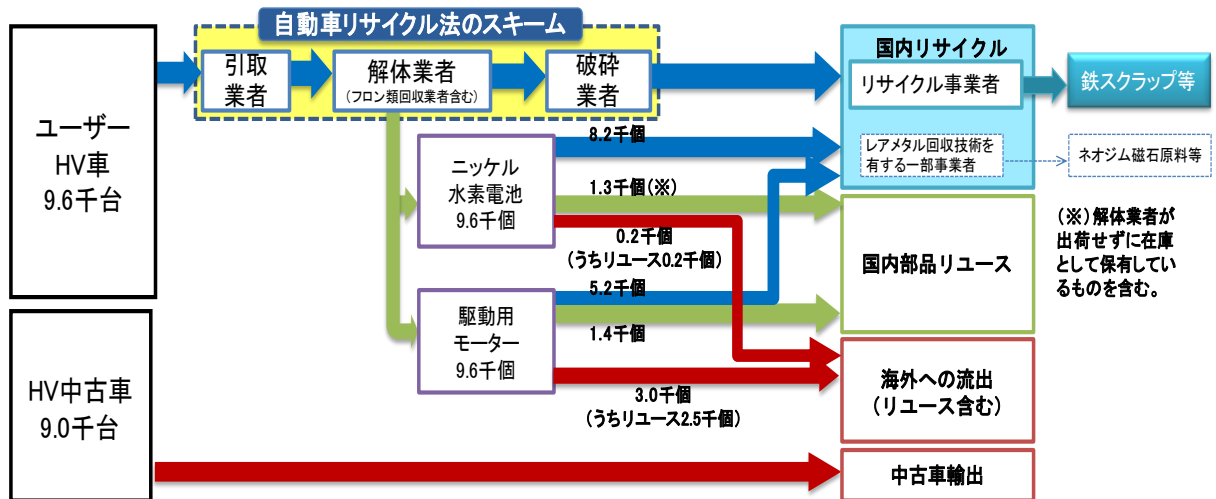 自動車リサイクル法のスキーム
ユーザー
HV車
9.6千台
引取
業者
解体業者
(フロン類回収業者含む)
破砕
業者
国内リサイクル
リサイクル事業者
鉄スクラップ等
レアメタル回収技術を
有する一部事業者
ネオジム磁石原料等
ニッケル
水素電池
9.6千個
8.2千個
1.3千個(※)
0.2千個
(うちリユース0.2千個)
国内部品リユース
(※)解体業者が
出荷せずに在庫
として保有してい
るものを含む。
駆動用
モーター
9.6千個
5.2千個
1.4千個
3.0千個
(うちリユース2.5千個)
海外への流出
(リユース含む)
HV中古車
9.0千台
中古車輸出